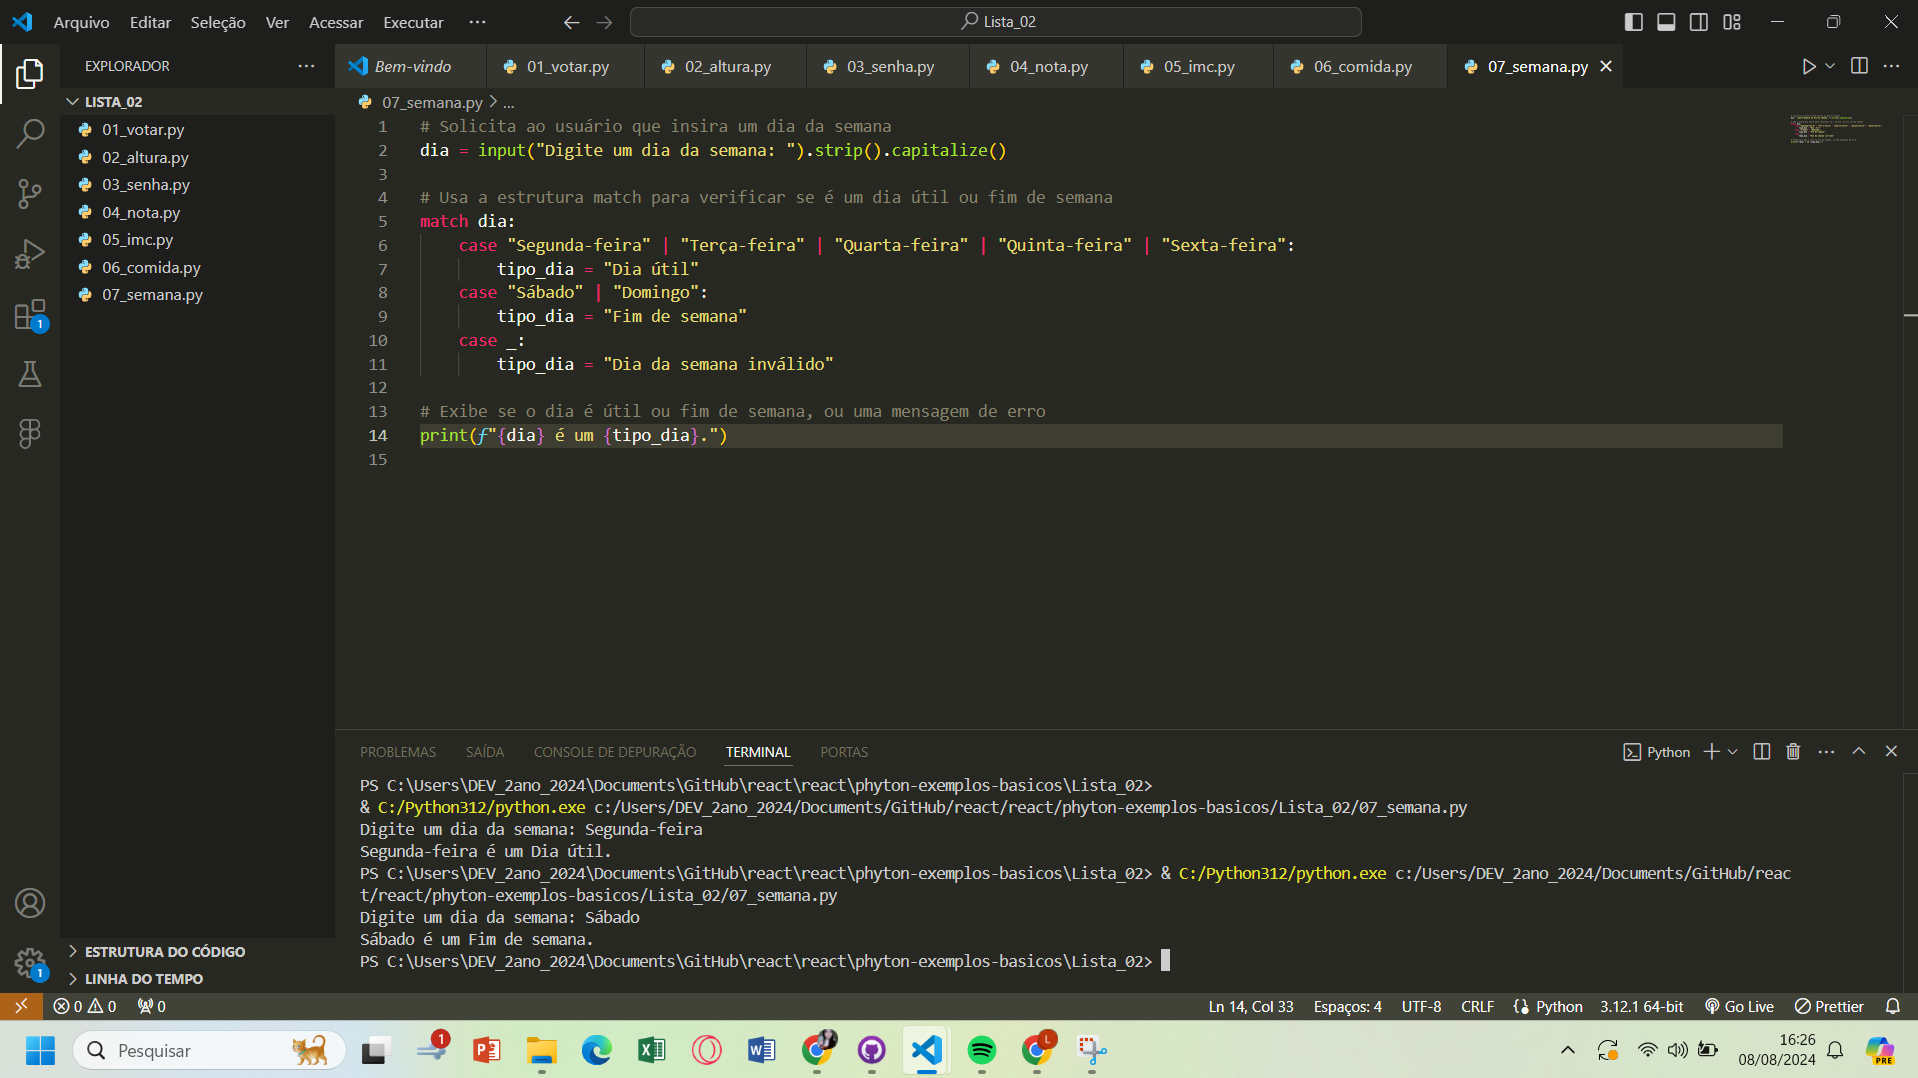 Arquivo Editar Seleção Ver Acessar Executar ··· Lista_02
EXPLORADOR ···
Bem-vindo 01_votar.py 02_altura.py 03_senha.py 04_nota.py 05_imc.py 06_comida.py 07_semana.py
LISTA_02
01_votar.py
02_altura.py
03_senha.py
04_nota.py
05_imc.py
06_comida.py
07_semana.py
ESTRUTURA DO CÓDIGO
LINHA DO TEMPO
1
1
07_semana.py > ...
1 # Solicita ao usuário que insira um dia da semana
2 dia = input("Digite um dia da semana: ").strip().capitalize()
3
4 # Usa a estrutura match para verificar se é um dia útil ou fim de semana
5 match dia:
6 case "Segunda-feira" | "Terça-feira" | "Quarta-feira" | "Quinta-feira" | "Sexta-feira":
7 tipo_dia = "Dia útil"
8 case "Sábado" | "Domingo":
9 tipo_dia = "Fim de semana"
10 case _:
11 tipo_dia = "Dia da semana inválido"
12
13 # Exibe se o dia é útil ou fim de semana, ou uma mensagem de erro
14 print(f"{dia} é um {tipo_dia}.")
15
PROBLEMAS SAÍDA CONSOLE DE DEPURAÇÃO TERMINAL PORTAS Python
PS C:\Users\DEV_2ano_2024\Documents\GitHub\react\react\phyton-exemplos-basicos\Lista_02>
& C:/Python312/python.exe c:/Users/DEV_2ano_2024/Documents/GitHub/react/react/phyton-exemplos-basicos/Lista_02/07_semana.py
Digite um dia da semana: Segunda-feira
Segunda-feira é um Dia útil.
PS C:\Users\DEV_2ano_2024\Documents\GitHub\react\react\phyton-exemplos-basicos\Lista_02> & C:/Python312/python.exe c:/Users/DEV_2ano_2024/Documents/GitHub/reac
t/react/phyton-exemplos-basicos/Lista_02/07_semana.py
Digite um dia da semana: Sábado
Sábado é um Fim de semana.
PS C:\Users\DEV_2ano_2024\Documents\GitHub\react\react\phyton-exemplos-basicos\Lista_02>
0 0 0 Ln 14, Col 33 Espaços: 4 UTF-8 CRLF Python 3.12.1 64-bit Go Live Prettier
Pesquisar 1 L 16:26
08/08/2024 PRE